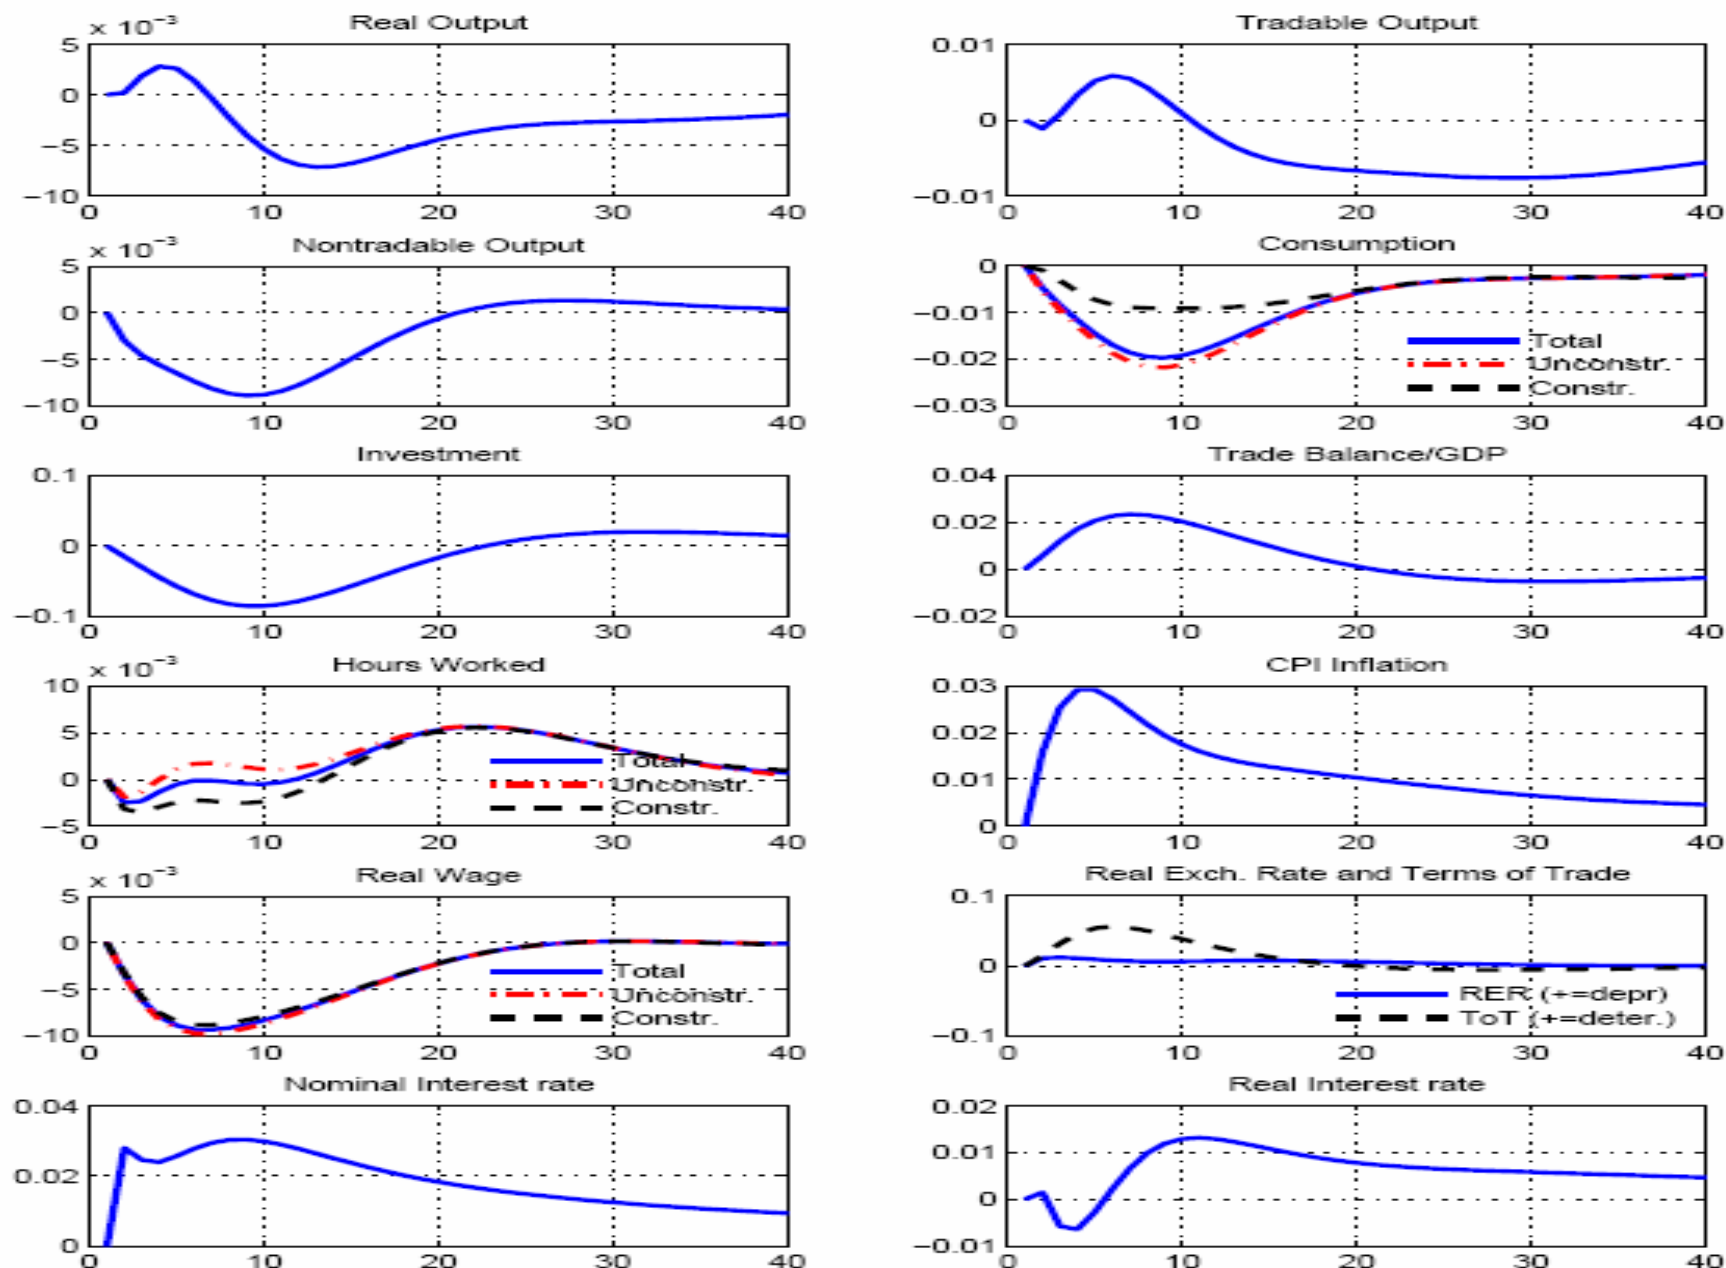 Real Output
× 10⁻³
5
0
−5
−10
0 10 20 30 40
Tradable Output
0.01
0
−0.01
0 10 20 30 40
Nontradable Output
× 10⁻³
5
0
−5
−10
0 10 20 30 40
Consumption
0
−0.01
−0.02
−0.03
Total
Unconstr.
Constr.
0 10 20 30 40
Investment
0.1
0
−0.1
0 10 20 30 40
Trade Balance/GDP
0.04
0.02
0
−0.02
0 10 20 30 40
Hours Worked
× 10⁻³
10
5
0
−5
Total
Unconstr.
Constr.
0 10 20 30 40
CPI Inflation
0.03
0.02
0.01
0
0 10 20 30 40
Real Wage
× 10⁻³
5
0
−5
−10
Total
Unconstr.
Constr.
0 10 20 30 40
Real Exch. Rate and Terms of Trade
0.1
0
−0.1
RER (+=depr)
ToT (+=deter.)
0 10 20 30 40
Nominal Interest rate
0.04
0.02
0
0 10 20 30 40
Real Interest rate
0.02
0.01
0
−0.01
0 10 20 30 40